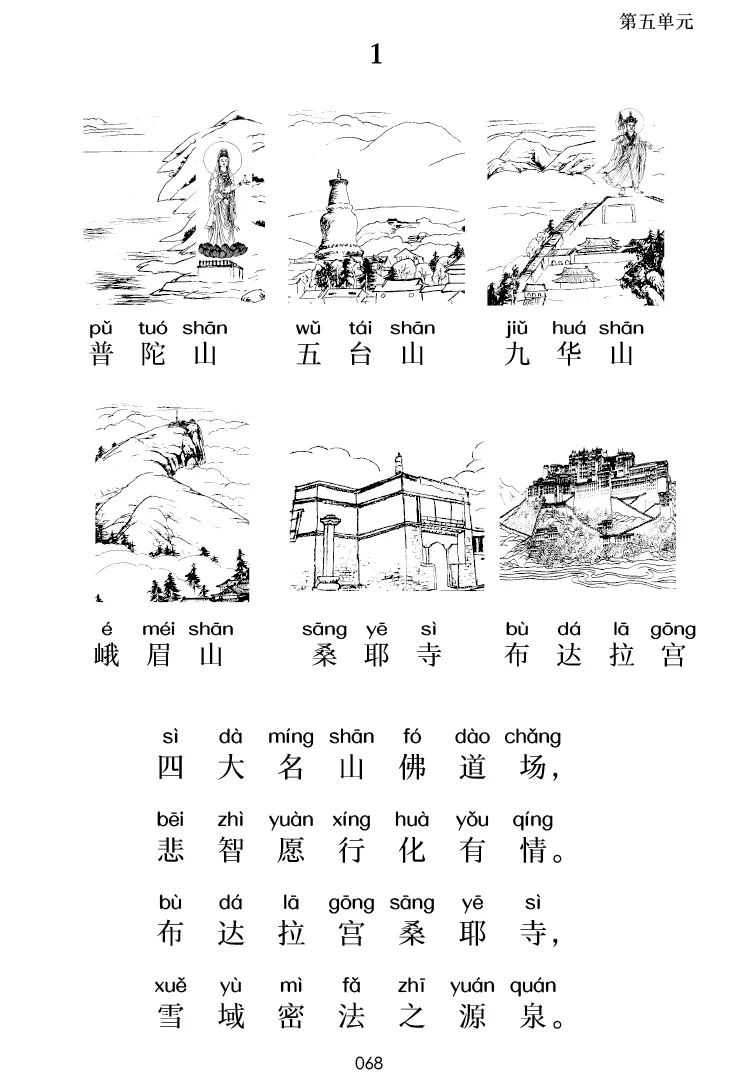 第五单元
1
pǔ tuó shān wǔ tái shān jiǔ huá shān
普陀山 五台山 九华山
é méi shān sāng yē sì bù dá lā gōng
峨眉山 桑耶寺 布达拉宫
sì dà míng shān fó dào chǎng
四大名山佛道场，
bēi zhì yuàn xíng huà yǒu qíng
悲智愿行化有情。
bù dá lā gōng sāng yē sì
布达拉宫桑耶寺，
xuě yù mì fǎ zhī yuán quán
雪域密法之源泉。
068